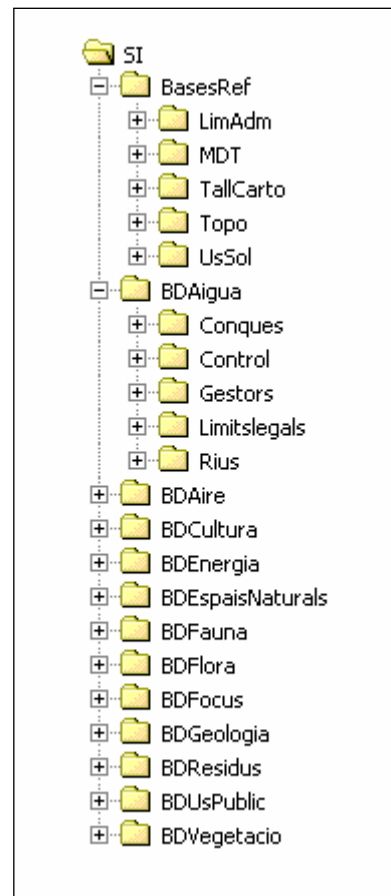 SI
BasesRef
LimAdm
MDT
TallCarto
Topo
UsSol
BDAigua
Conques
Control
Gestors
Limitslegals
Rius
BDAire
BDCultura
BDEnergia
BDEspaisNaturals
BDFauna
BDFlora
BDFocus
BDGeologia
BDResidus
BDUsPublic
BDVegetacio